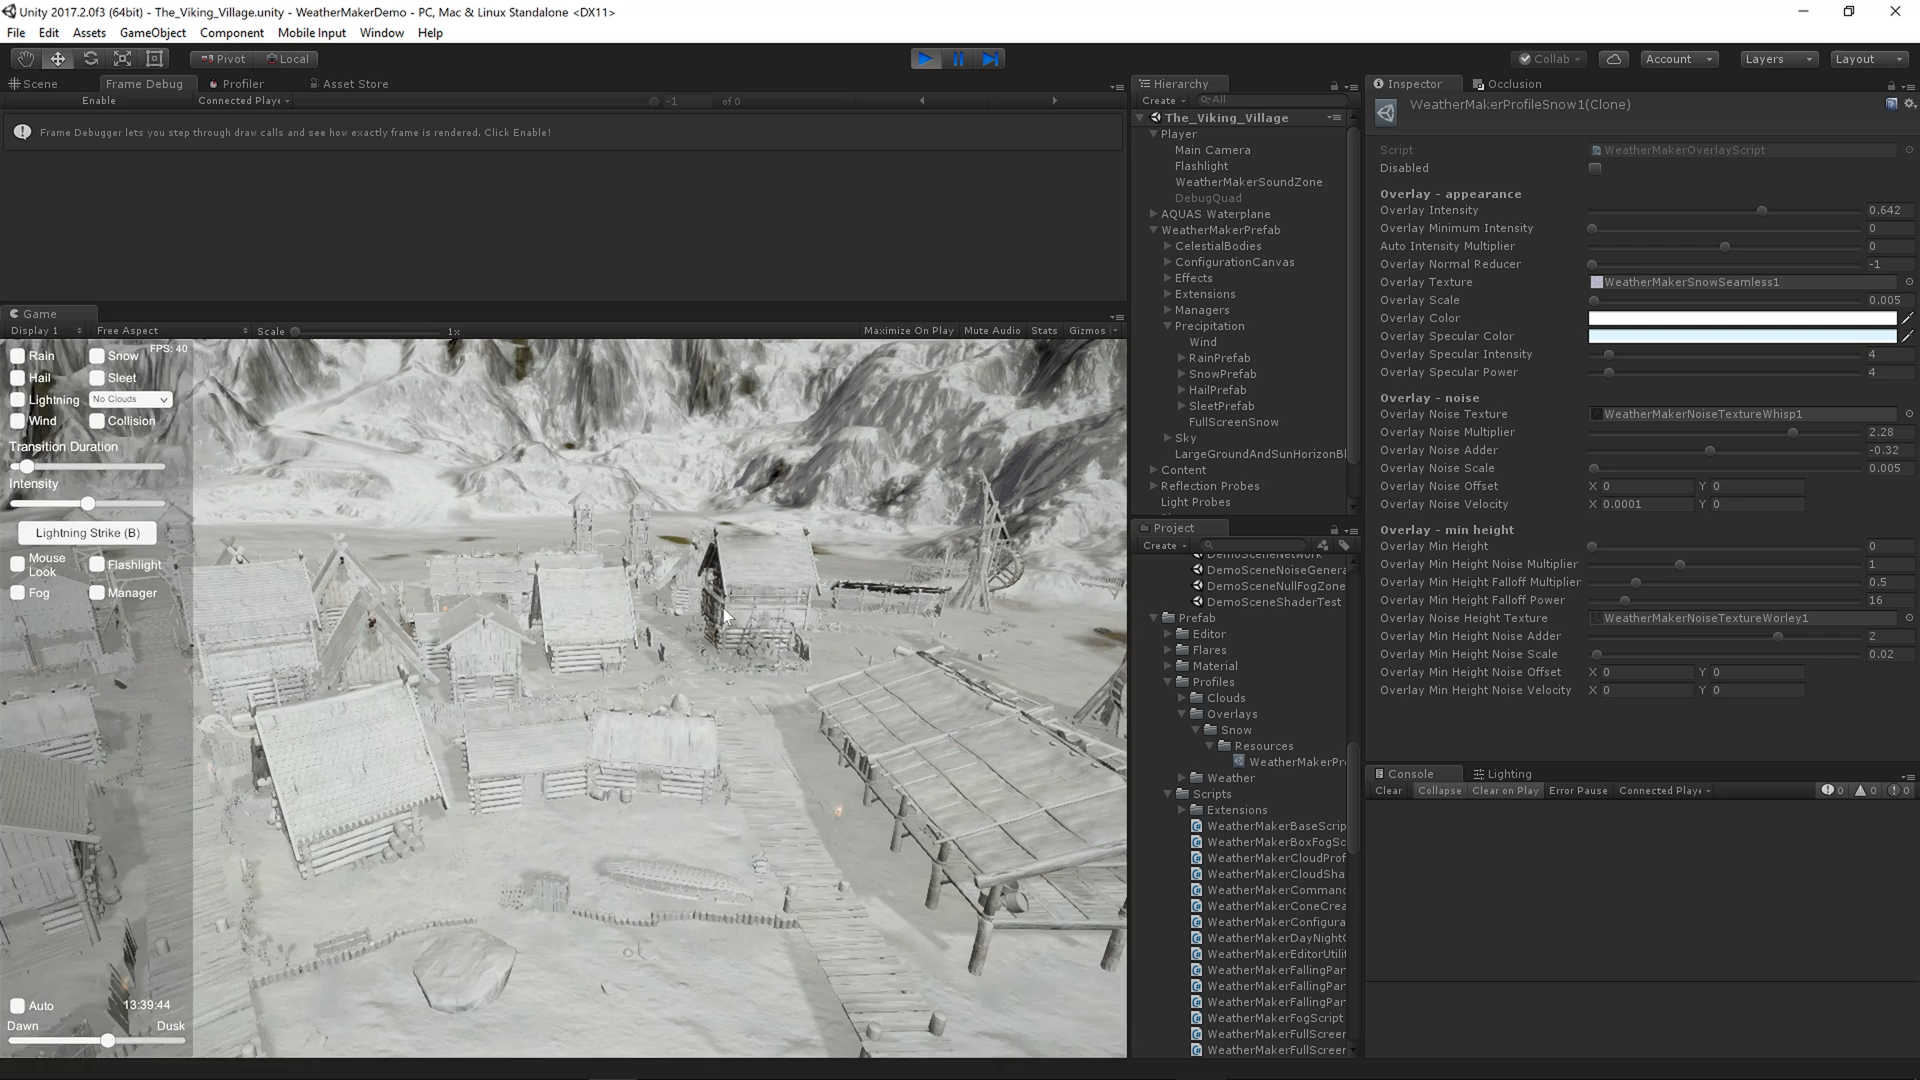 Unity 2017.2.0f3 (64bit) - The_Viking_Village.unity - WeatherMakerDemo - PC, Mac & Linux Standalone <DX11>
File Edit Assets GameObject Component Mobile Input Window Help
Pivot Local Collab Account Layers Layout
Scene Frame Debug Profiler Asset Store
Enable Connected Playe -1 of 0
Frame Debugger lets you step through draw calls and see how exactly frame is rendered. Click Enable!
Game
Display 1 Free Aspect Scale 1x Maximize On Play Mute Audio Stats Gizmos
FPS: 40
Rain Snow
Hail Sleet
Lightning No Clouds
Wind Collision
Transition Duration
Intensity
Lightning Strike (B)
Mouse Look Flashlight
Fog Manager
Auto 13:39:44
Dawn Dusk
Hierarchy
Create All
The_Viking_Village
Player
Main Camera
Flashlight
WeatherMakerSoundZone
DebugQuad
AQUAS Waterplane
WeatherMakerPrefab
CelestialBodies
ConfigurationCanvas
Effects
Extensions
Managers
Precipitation
Wind
RainPrefab
SnowPrefab
HailPrefab
SleetPrefab
FullScreenSnow
Sky
LargeGroundAndSunHorizonBl
Content
Reflection Probes
Light Probes
Project
Create
DemoSceneNetwork
DemoSceneNoiseGenera
DemoSceneNullFogZone
DemoSceneShaderTest
Prefab
Editor
Flares
Material
Profiles
Clouds
Overlays
Snow
Resources
WeatherMakerPr
Weather
Scripts
Extensions
WeatherMakerBaseScrip
WeatherMakerBoxFogSc
WeatherMakerCloudProf
WeatherMakerCloudSha
WeatherMakerCommand
WeatherMakerConeCrea
WeatherMakerConfigura
WeatherMakerDayNightC
WeatherMakerEditorUtili
WeatherMakerFallingPar
WeatherMakerFallingPar
WeatherMakerFallingPar
WeatherMakerFogScript
WeatherMakerFullScreer
WeatherMakerFullScreer
Inspector Occlusion
WeatherMakerProfileSnow1(Clone)
Script WeatherMakerOverlayScript
Disabled
Overlay - appearance
Overlay Intensity 0.642
Overlay Minimum Intensity 0
Auto Intensity Multiplier 0
Overlay Normal Reducer -1
Overlay Texture WeatherMakerSnowSeamless1
Overlay Scale 0.005
Overlay Color
Overlay Specular Color
Overlay Specular Intensity 4
Overlay Specular Power 4
Overlay - noise
Overlay Noise Texture WeatherMakerNoiseTextureWhisp1
Overlay Noise Multiplier 2.28
Overlay Noise Adder -0.32
Overlay Noise Scale 0.005
Overlay Noise Offset X 0 Y 0
Overlay Noise Velocity X 0.0001 Y 0
Overlay - min height
Overlay Min Height 0
Overlay Min Height Noise Multiplier 1
Overlay Min Height Falloff Multiplier 0.5
Overlay Min Height Falloff Power 16
Overlay Noise Height Texture WeatherMakerNoiseTextureWorley1
Overlay Min Height Noise Adder 2
Overlay Min Height Noise Scale 0.02
Overlay Min Height Noise Offset X 0 Y 0
Overlay Min Height Noise Velocity X 0 Y 0
Console Lighting
Clear Collapse Clear on Play Error Pause Connected Playe 0 0 0